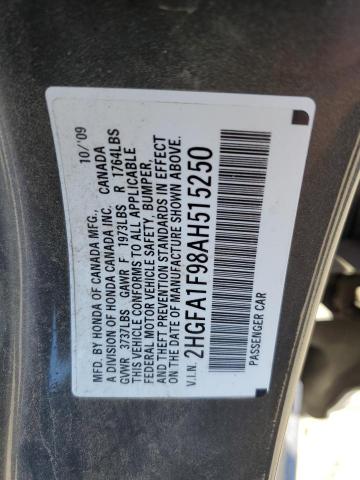 MFD. BY HONDA OF CANADA MFG., CANADA 10/'09
A DIVISION OF HONDA CANADA INC.
GVWR 3737LBS GAWR F 1973LBS R 1764LBS
THIS VEHICLE CONFORMS TO ALL APPLICABLE
FEDERAL MOTOR VEHICLE SAFETY, BUMPER,
AND THEFT PREVENTION STANDARDS IN EFFECT
ON THE DATE OF MANUFACTURE SHOWN ABOVE.
V.I.N. 2HGFA1F98AH515250
PASSENGER CAR